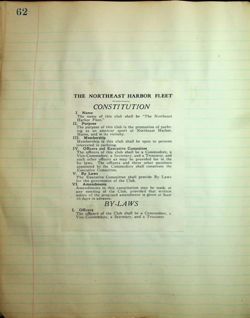 62
THE NORTHEAST HARBOR FLEET
CONSTITUTION
I. Name
The name of this club shall be "The Northeast
Harbor Fleet."
II. Purpose
The purpose of this club is the promotion of yacht-
ing as an amateur sport at Northeast Harbor,
Maine, and in its vicinity.
III. Membership
Membership in this club shall be open to persons
interested in yachting.
IV. Officers and Executive Committee
The officers of this club shall be a Commodore, a
Vice Commodore, a Secretary, and a Treasurer, and
such other officers as may be provided for in the
by laws. The officers and three other members
appointed by the Commodore shall constitute the
Executive Committee.
V. By Laws
The Executive Committee shall provide By Laws
for the government of the Club.
VI. Amendments
Amendments to this constitution may be made at
any meeting of the Club, provided that written
notice of the proposed amendment is given at least
days in advance.
BY-LAWS
I. Officers
The officers of the Club shall be a Commodore, a
Vice Commodore, a Secretary, and a Treasurer.